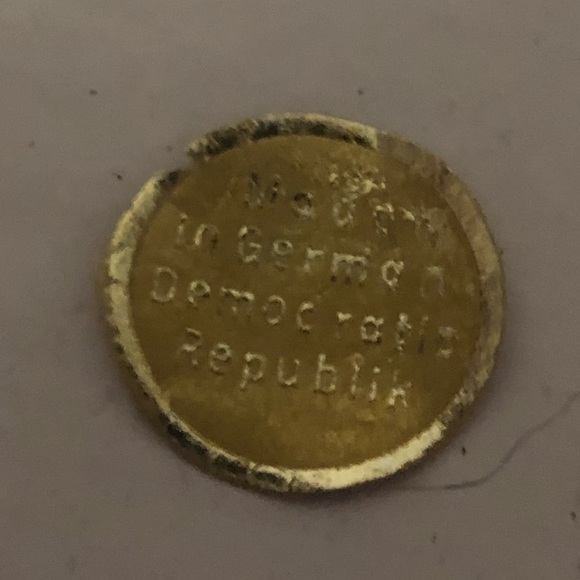 Made
in German
Democratic
Republik